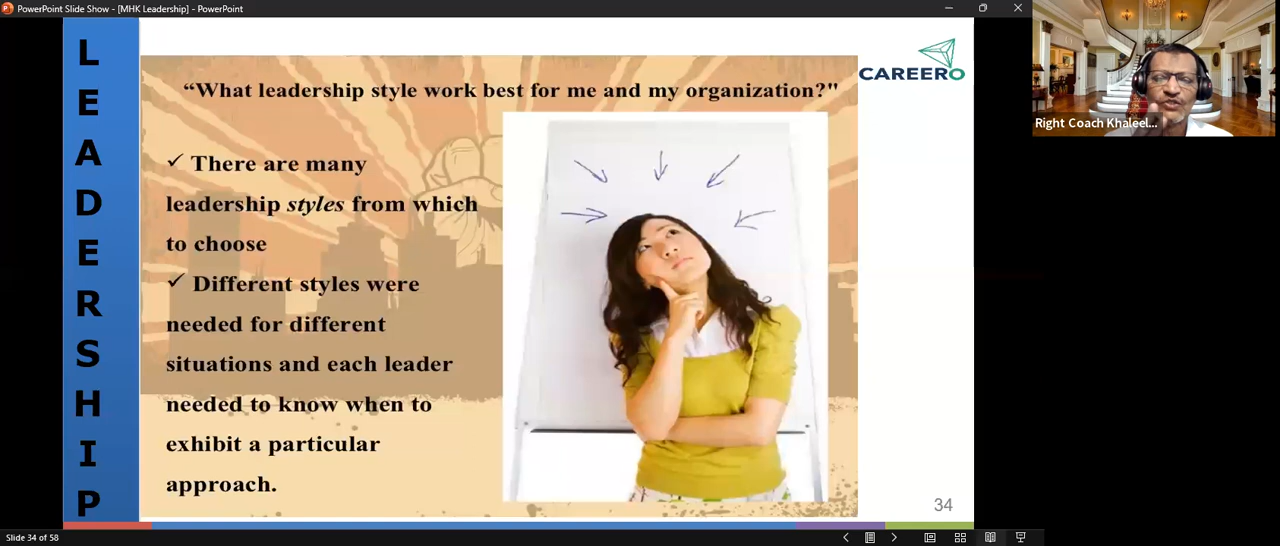 PowerPoint Slide Show - [MHK Leadership] - PowerPoint
LEADERSHIP
CAREERO
“What leadership style work best for me and my organization?"
✓ There are many
leadership styles from which
to choose
✓ Different styles were
needed for different
situations and each leader
needed to know when to
exhibit a particular
approach.
34
Right Coach Khaleel...
Slide 34 of 58